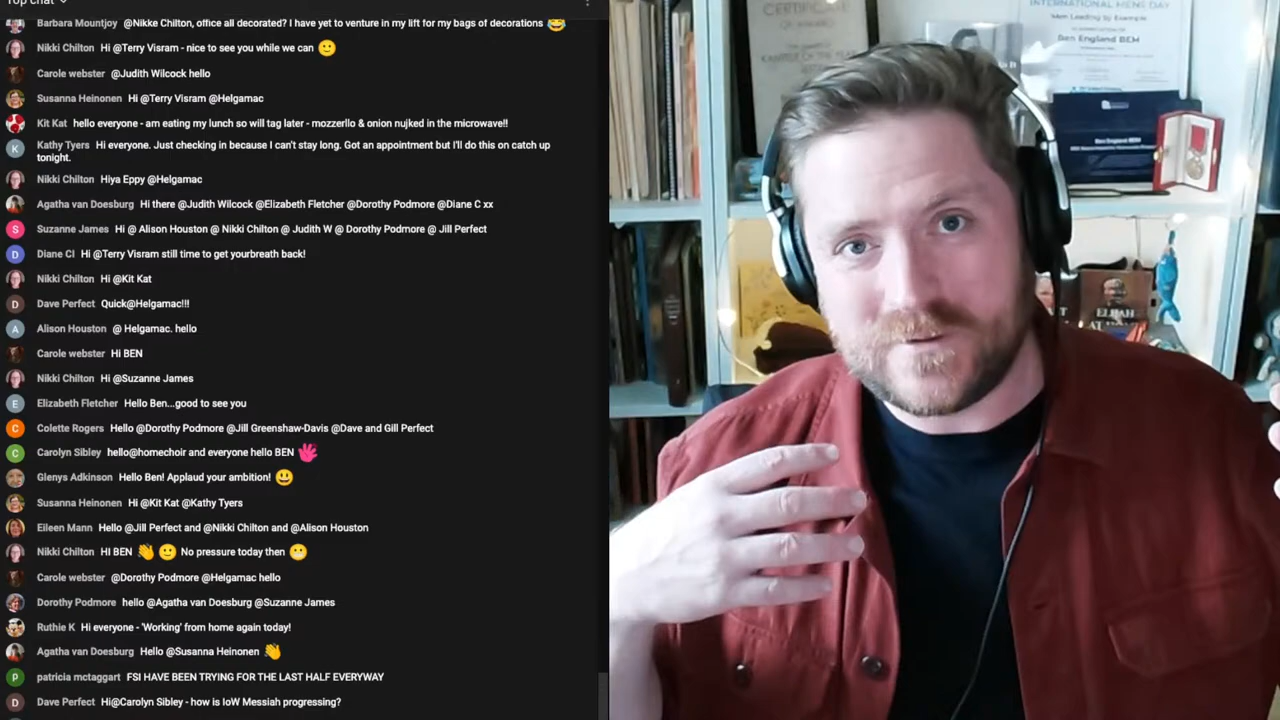 Top chat
Barbara Mountjoy @Nikke Chilton, office all decorated? I have yet to venture in my lift for my bags of decorations
Nikki Chilton Hi @Terry Visram - nice to see you while we can
Carole webster @Judith Wilcock hello
Susanna Heinonen Hi @Terry Visram @Helgamac
Kit Kat hello everyone - am eating my lunch so will tag later - mozzerllo & onion nujked in the microwave!!
K Kathy Tyers Hi everyone. Just checking in because I can't stay long. Got an appointment but I'll do this on catch up
tonight.
Nikki Chilton Hiya Eppy @Helgamac
Agatha van Doesburg Hi there @Judith Wilcock @Elizabeth Fletcher @Dorothy Podmore @Diane C xx
S Suzanne James Hi @ Alison Houston @ Nikki Chilton @ Judith W @ Dorothy Podmore @ Jill Perfect
D Diane Cl Hi @Terry Visram still time to get yourbreath back!
Nikki Chilton Hi @Kit Kat
D Dave Perfect Quick@Helgamac!!!
A Alison Houston @ Helgamac. hello
Carole webster Hi BEN
Nikki Chilton Hi @Suzanne James
E Elizabeth Fletcher Hello Ben...good to see you
C Colette Rogers Hello @Dorothy Podmore @Jill Greenshaw-Davis @Dave and Gill Perfect
C Carolyn Sibley hello@homechoir and everyone hello BEN
Glenys Adkinson Hello Ben! Applaud your ambition!
Susanna Heinonen Hi @Kit Kat @Kathy Tyers
Eileen Mann Hello @Jill Perfect and @Nikki Chilton and @Alison Houston
Nikki Chilton HI BEN No pressure today then
Carole webster @Dorothy Podmore @Helgamac hello
Dorothy Podmore hello @Agatha van Doesburg @Suzanne James
Ruthie K Hi everyone - 'Working' from home again today!
Agatha van Doesburg Hello @Susanna Heinonen
P patricia mctaggart FSI HAVE BEEN TRYING FOR THE LAST HALF EVERYWAY
D Dave Perfect Hi@Carolyn Sibley - how is IoW Messiah progressing?
CERTIFICATE
INTERNATIONAL MENS DAY
Men Leading by Example
Ben England BEM
Ben England BEM
ELIJAH